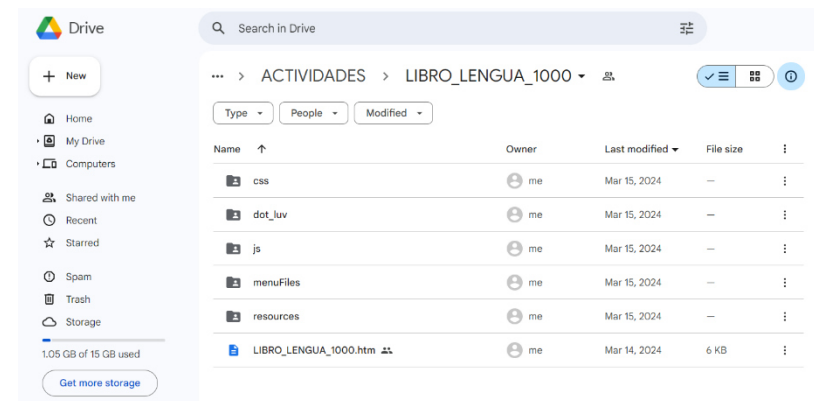 Drive
Search in Drive
New
... > ACTIVIDADES > LIBRO_LENGUA_1000
Type People Modified
Home
My Drive
Computers
Shared with me
Recent
Starred
Spam
Trash
Storage
1.05 GB of 15 GB used
Get more storage
Name Owner Last modified File size
css me Mar 15, 2024 —
dot_luv me Mar 15, 2024 —
js me Mar 15, 2024 —
menuFiles me Mar 15, 2024 —
resources me Mar 15, 2024 —
LIBRO_LENGUA_1000.htm me Mar 14, 2024 6 KB